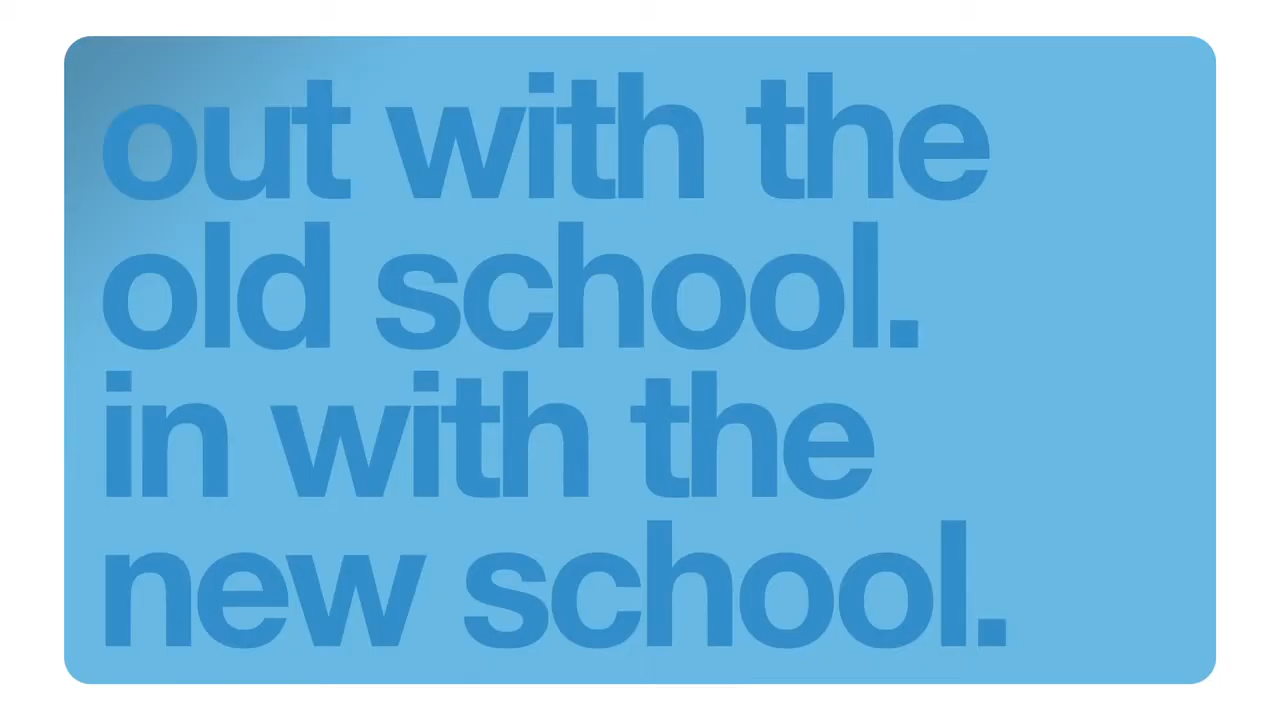 out with the
old school.
in with the
new school.